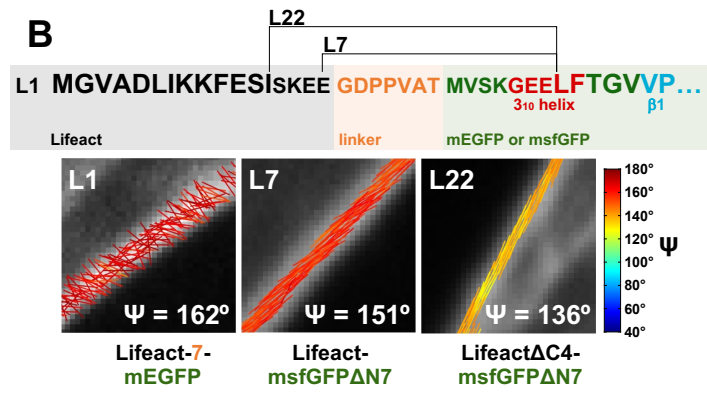 B
L22
L7
L1 MGVADLIKKFESISKEE GDPPVAT MVSKGEELFTGVVP...
3₁₀ helix
β1
Lifeact
linker
mEGFP or msfGFP
L1
Ψ = 162º
L7
Ψ = 151º
L22
Ψ = 136º
180°
160°
140°
120°
100°
80°
60°
40°
Ψ
Lifeact-7-
mEGFP
Lifeact-
msfGFPΔN7
LifeactΔC4-
msfGFPΔN7